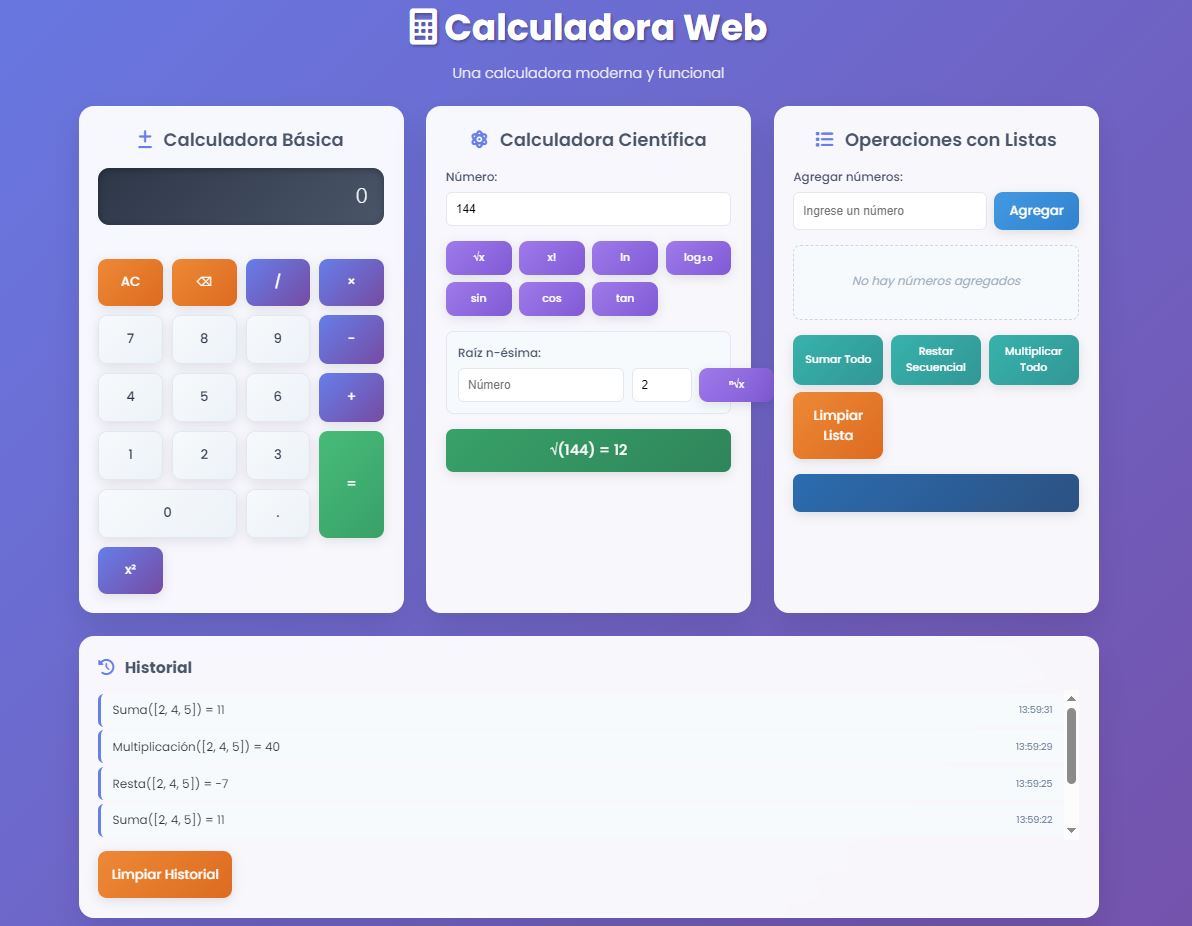 Calculadora Web
Una calculadora moderna y funcional
Calculadora Básica
0
AC ⌫ / ×
7 8 9 -
4 5 6 +
1 2 3 =
0 .
x²
Calculadora Científica
Número:
144
√x x! ln log₁₀
sin cos tan
Raíz n-ésima:
Número 2 ⁿ√x
√(144) = 12
Operaciones con Listas
Agregar números:
Ingrese un número Agregar
No hay números agregados
Sumar Todo
Restar
Secuencial
Multiplicar
Todo
Limpiar
Lista
Historial
Suma([2, 4, 5]) = 11 13:59:31
Multiplicación([2, 4, 5]) = 40 13:59:29
Resta([2, 4, 5]) = -7 13:59:25
Suma([2, 4, 5]) = 11 13:59:22
Limpiar Historial